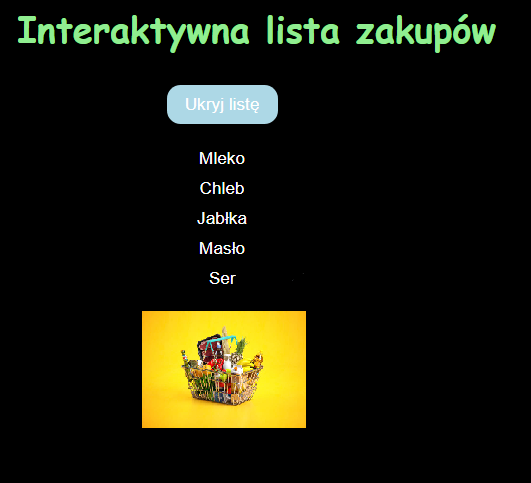 Interaktywna lista zakupów
Ukryj listę
Mleko
Chleb
Jabłka
Masło
Ser